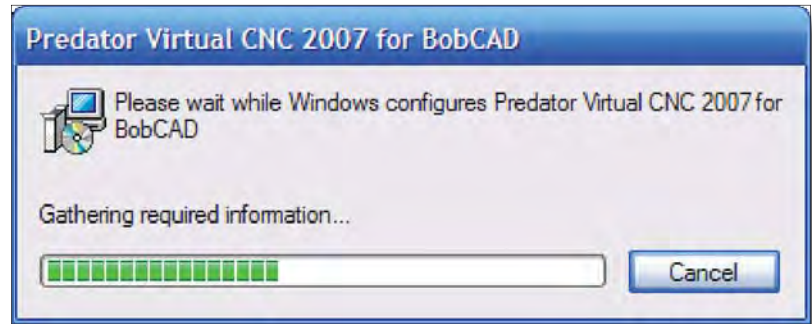 Predator Virtual CNC 2007 for BobCAD
Please wait while Windows configures Predator Virtual CNC 2007 for
BobCAD
Gathering required information...
Cancel